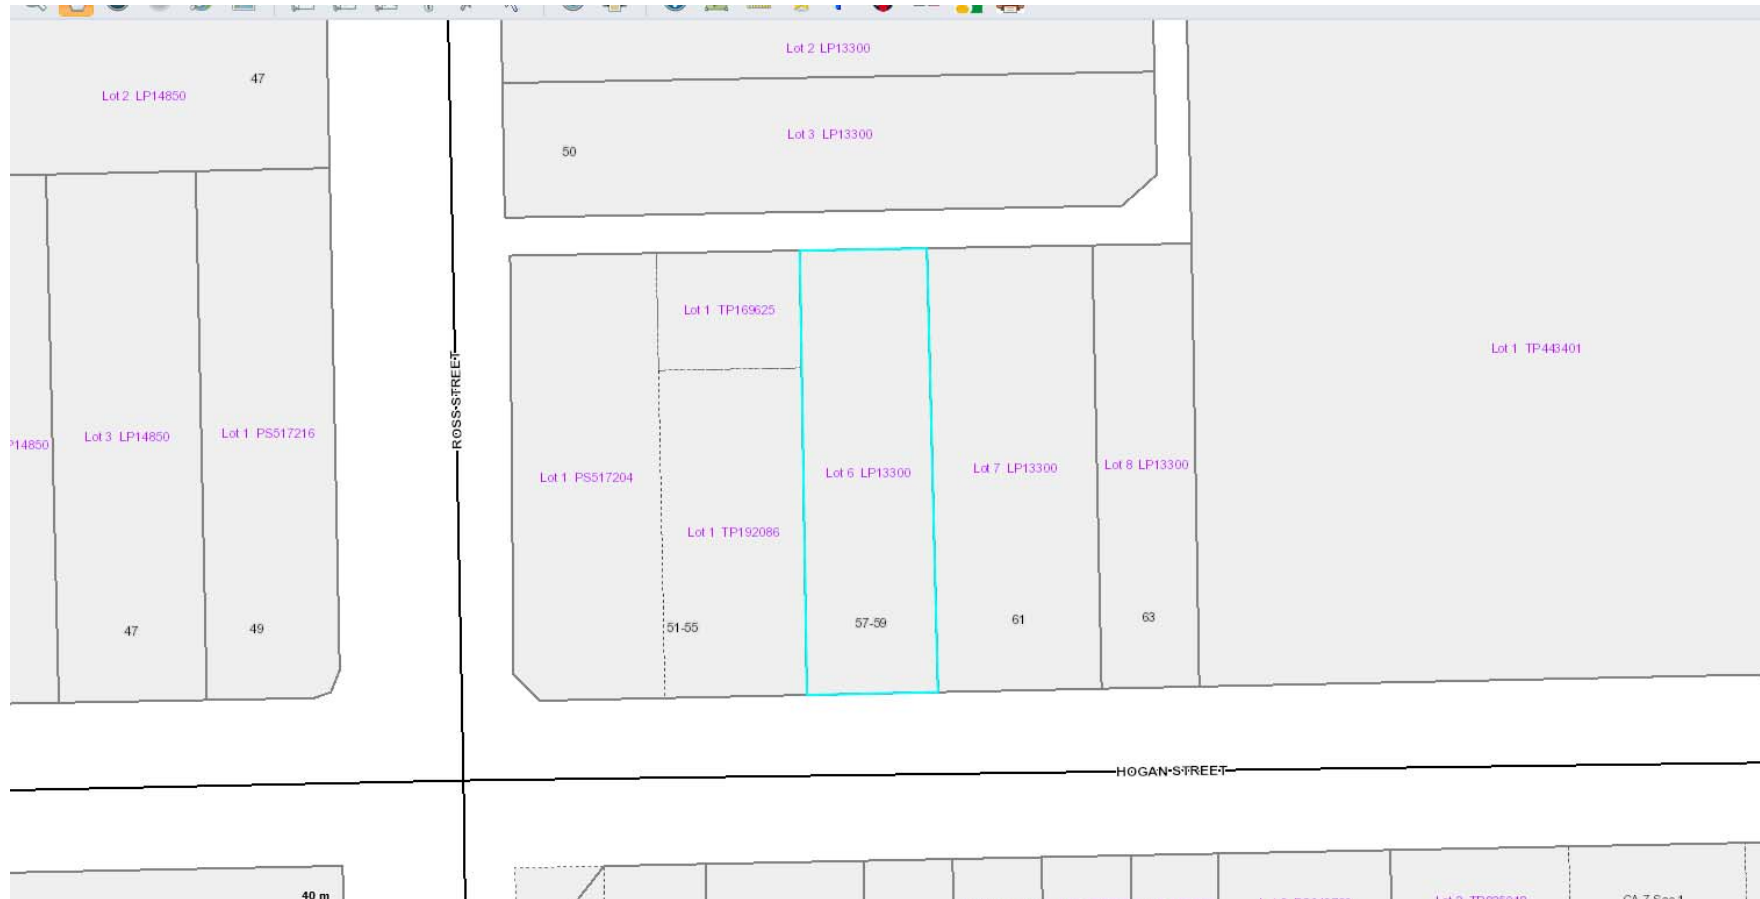 Lot 2 LP13300
47
Lot 2 LP14850
Lot 3 LP13300
50
Lot 1 TP169625
Lot 1 TP443401
ROSS STREET
Lot 1 PS517216
Lot 3 LP14850
P14850
Lot 8 LP13300
Lot 7 LP13300
Lot 6 LP13300
Lot 1 PS517204
Lot 1 TP192086
63
61
57-59
51-55
49
47
HOGAN STREET
40 m